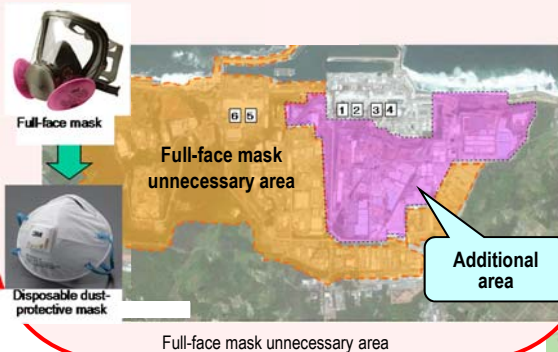 Full-face mask
6 5
1 2 3 4
Full-face mask
unnecessary area
Additional
area
3M
Disposable dust-
protective mask
Full-face mask unnecessary area